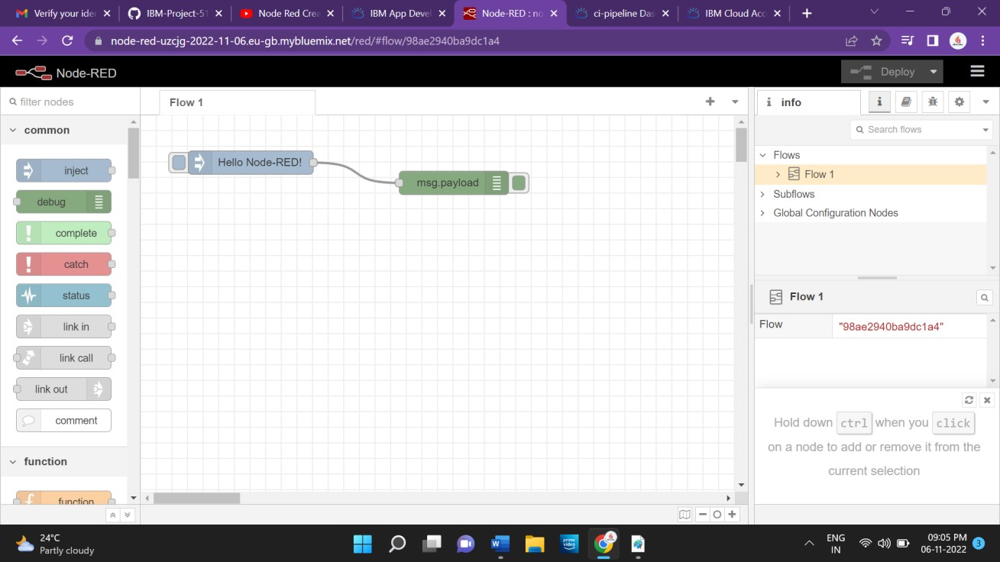 Verify your ide
IBM-Project-51
Node Red Crea
IBM App Devel
Node-RED : no
ci-pipeline Das
IBM Cloud Acc
node-red-uzcjg-2022-11-06.eu-gb.mybluemix.net/red/#flow/98ae2940ba9dc1a4
Node-RED
Deploy
filter nodes
Flow 1
info
common
Search flows
inject
Hello Node-RED!
msg.payload
Flows
Flow 1
Subflows
Global Configuration Nodes
debug
complete
catch
status
link in
link call
link out
comment
function
function
Flow 1
Flow
"98ae2940ba9dc1a4"
Hold down ctrl when you click
on a node to add or remove it from the
current selection
24°C
Partly cloudy
prime video
ENG
IN
09:05 PM
06-11-2022
3